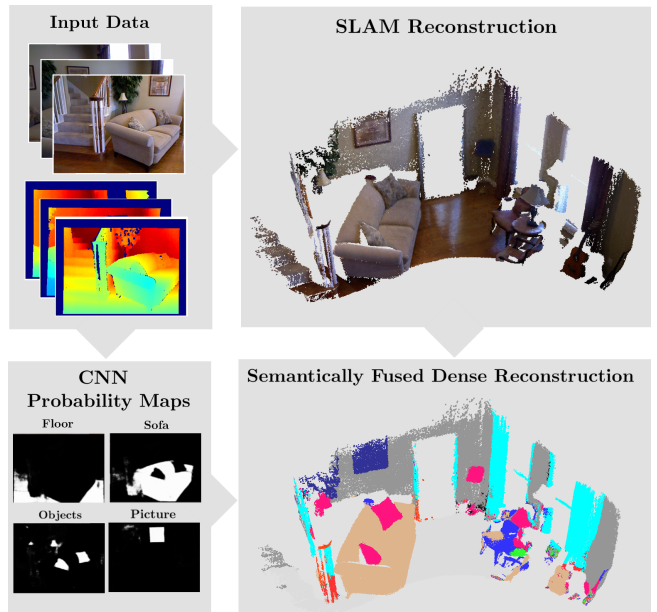 Input Data
SLAM Reconstruction
CNN
Probability Maps
Floor
Sofa
Objects
Picture
Semantically Fused Dense Reconstruction